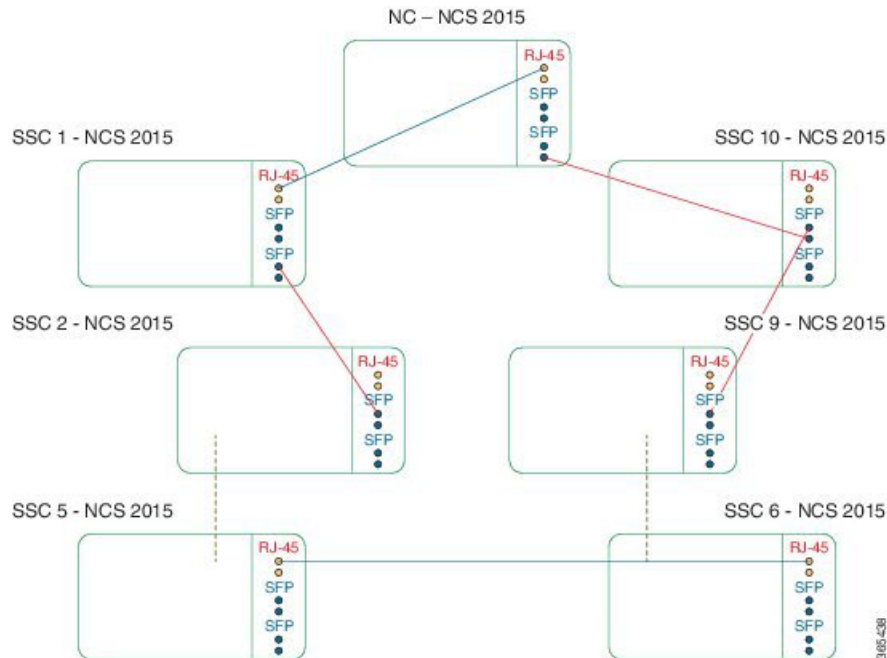 NC – NCS 2015
RJ-45
SFP
SFP
SSC 1 - NCS 2015
RJ-45
SFP
SFP
SSC 10 - NCS 2015
RJ-45
SFP
SFP
SSC 2 - NCS 2015
RJ-45
SFP
SFP
SSC 9 - NCS 2015
RJ-45
SFP
SFP
SSC 5 - NCS 2015
RJ-45
SFP
SFP
SSC 6 - NCS 2015
RJ-45
SFP
SFP
365438